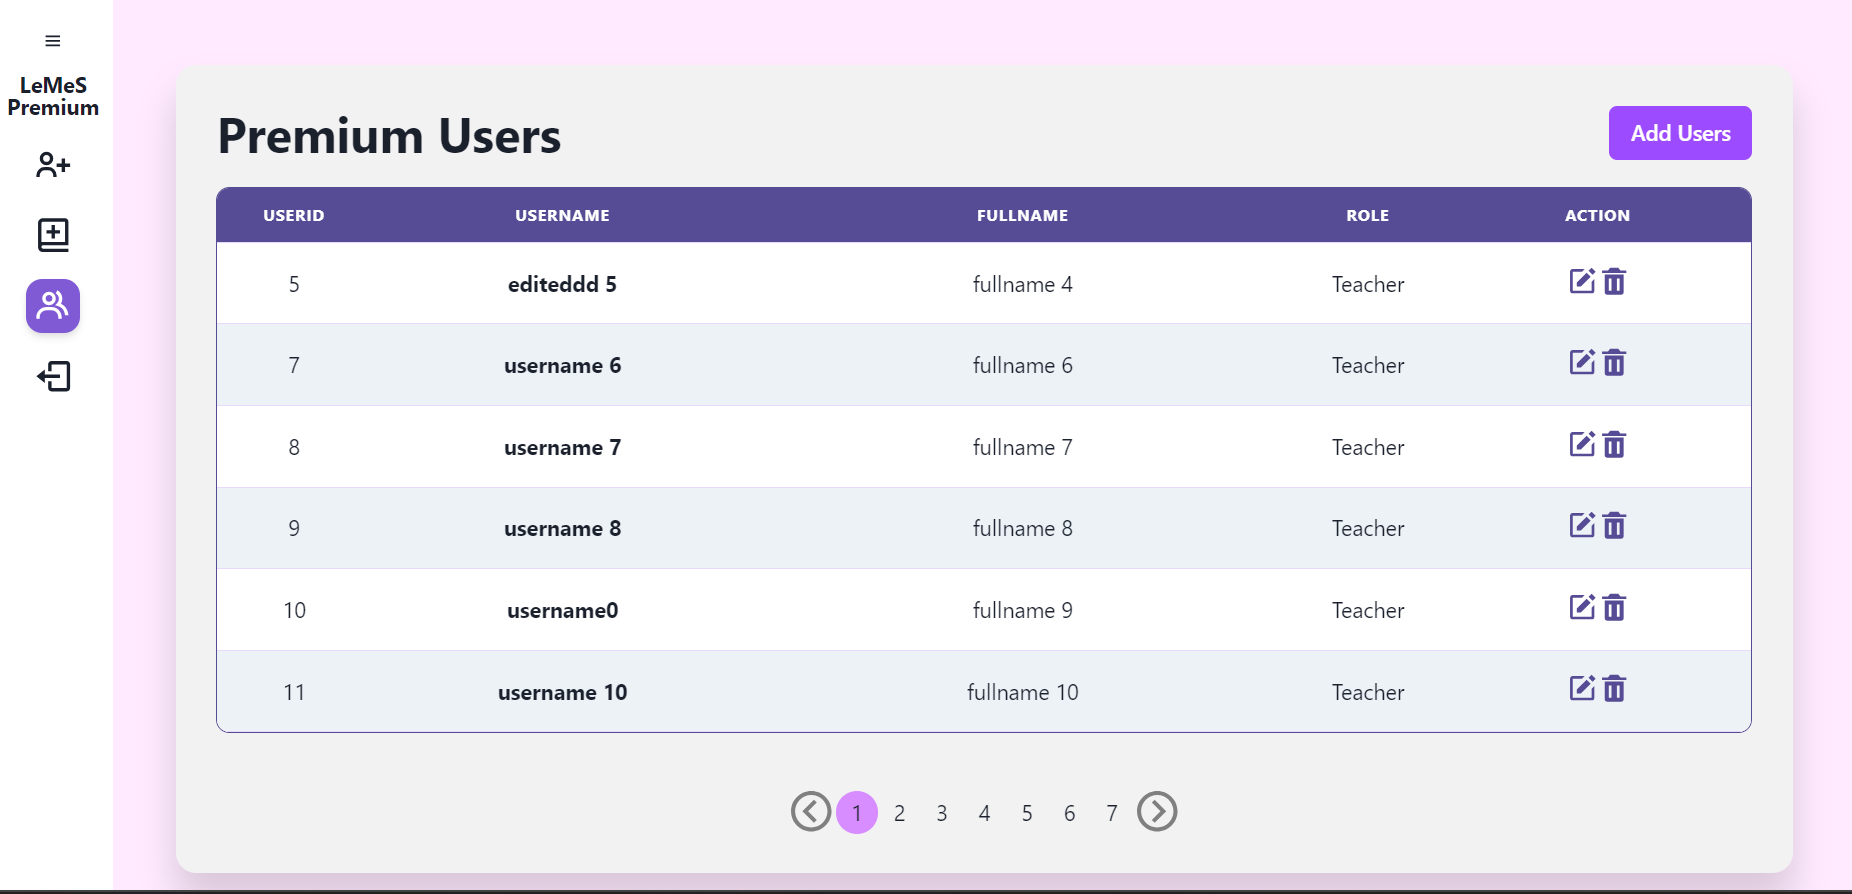 LeMeS
Premium
Premium Users
Add Users
USERID USERNAME FULLNAME ROLE ACTION
5 editeddd 5 fullname 4 Teacher
7 username 6 fullname 6 Teacher
8 username 7 fullname 7 Teacher
9 username 8 fullname 8 Teacher
10 username0 fullname 9 Teacher
11 username 10 fullname 10 Teacher
1 2 3 4 5 6 7